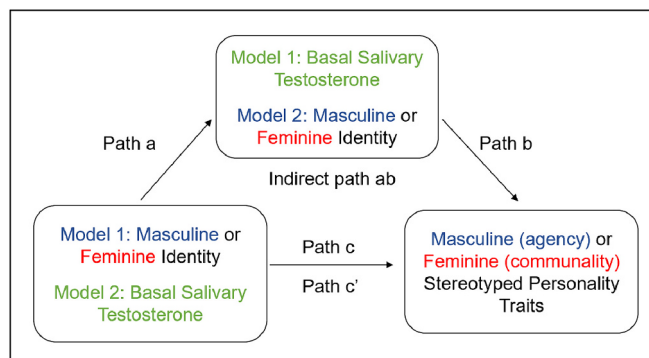 Model 1: Basal Salivary
Testosterone
Model 2: Masculine or
Feminine Identity
Path a
Path b
Indirect path ab
Model 1: Masculine or
Feminine Identity
Model 2: Basal Salivary
Testosterone
Path c
Path c’
Masculine (agency) or
Feminine (communality)
Stereotyped Personality
Traits